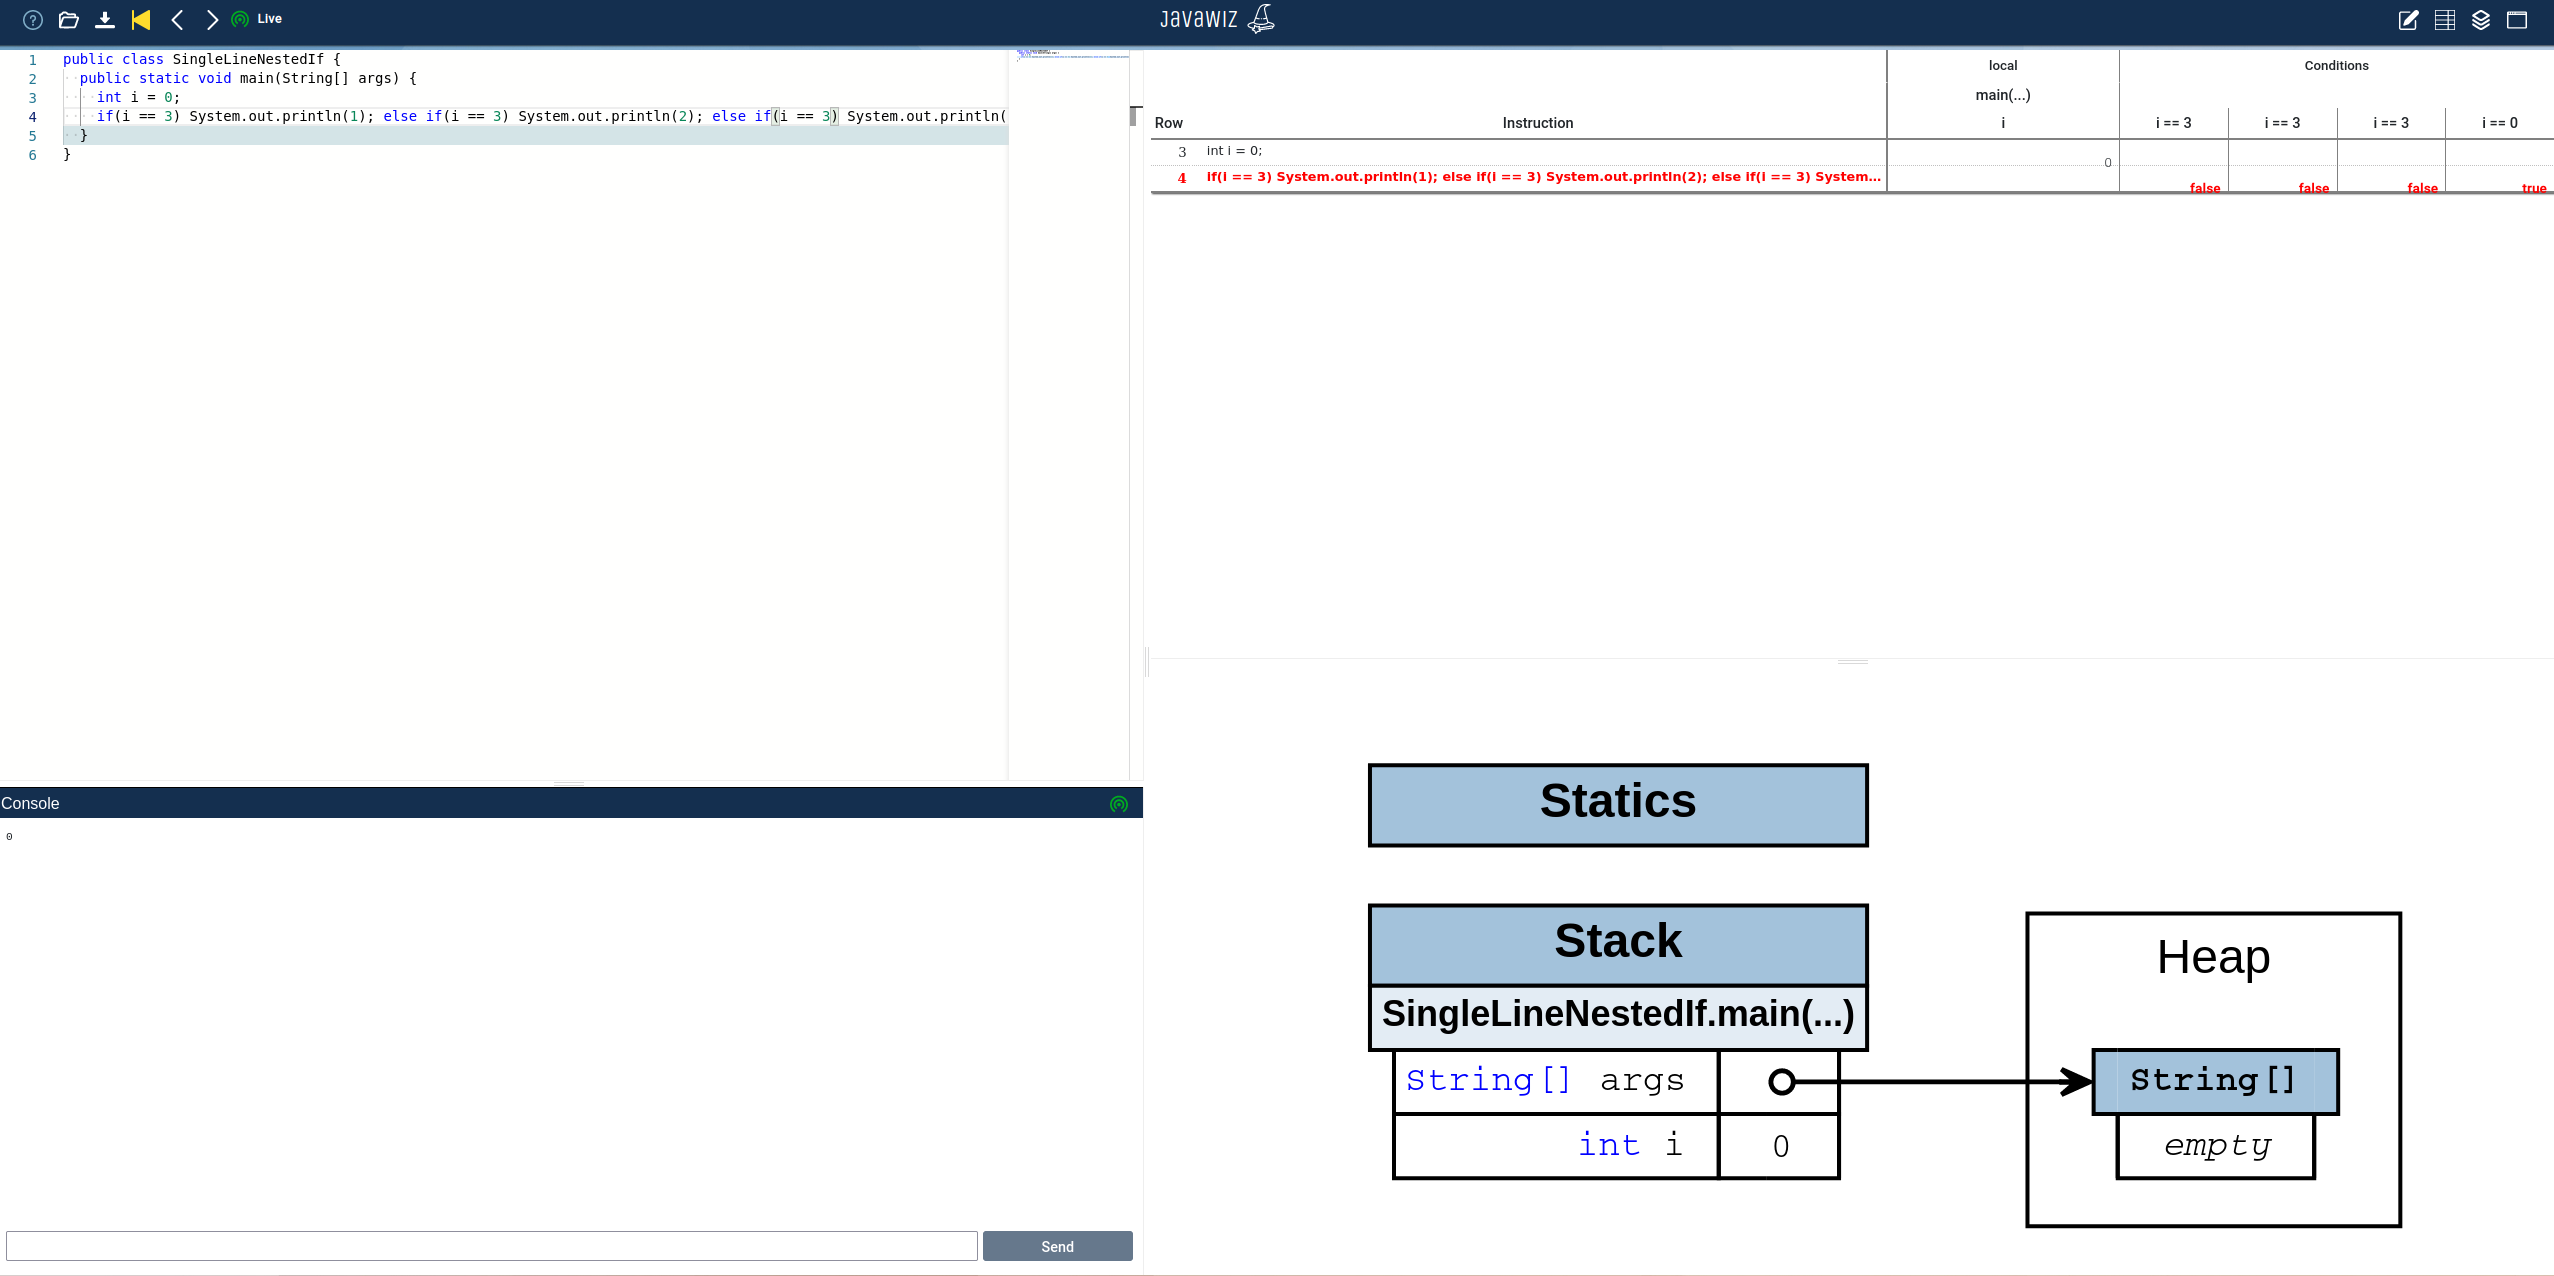 ? Live JavaWiz
1 public class SingleLineNestedIf {
2 public static void main(String[] args) {
3 int i = 0;
4 if(i == 3) System.out.println(1); else if(i == 3) System.out.println(2); else if(i == 3) System.out.println(
5 }
6 }
local Conditions
main(...)
Row Instruction i i == 3 i == 3 i == 3 i == 0
3 int i = 0; 0
4 if(i == 3) System.out.println(1); else if(i == 3) System.out.println(2); else if(i == 3) System... false false false true
Console
0
Send
Statics
Stack
SingleLineNestedIf.main(...)
String[] args
int i 0
Heap
String[]
empty